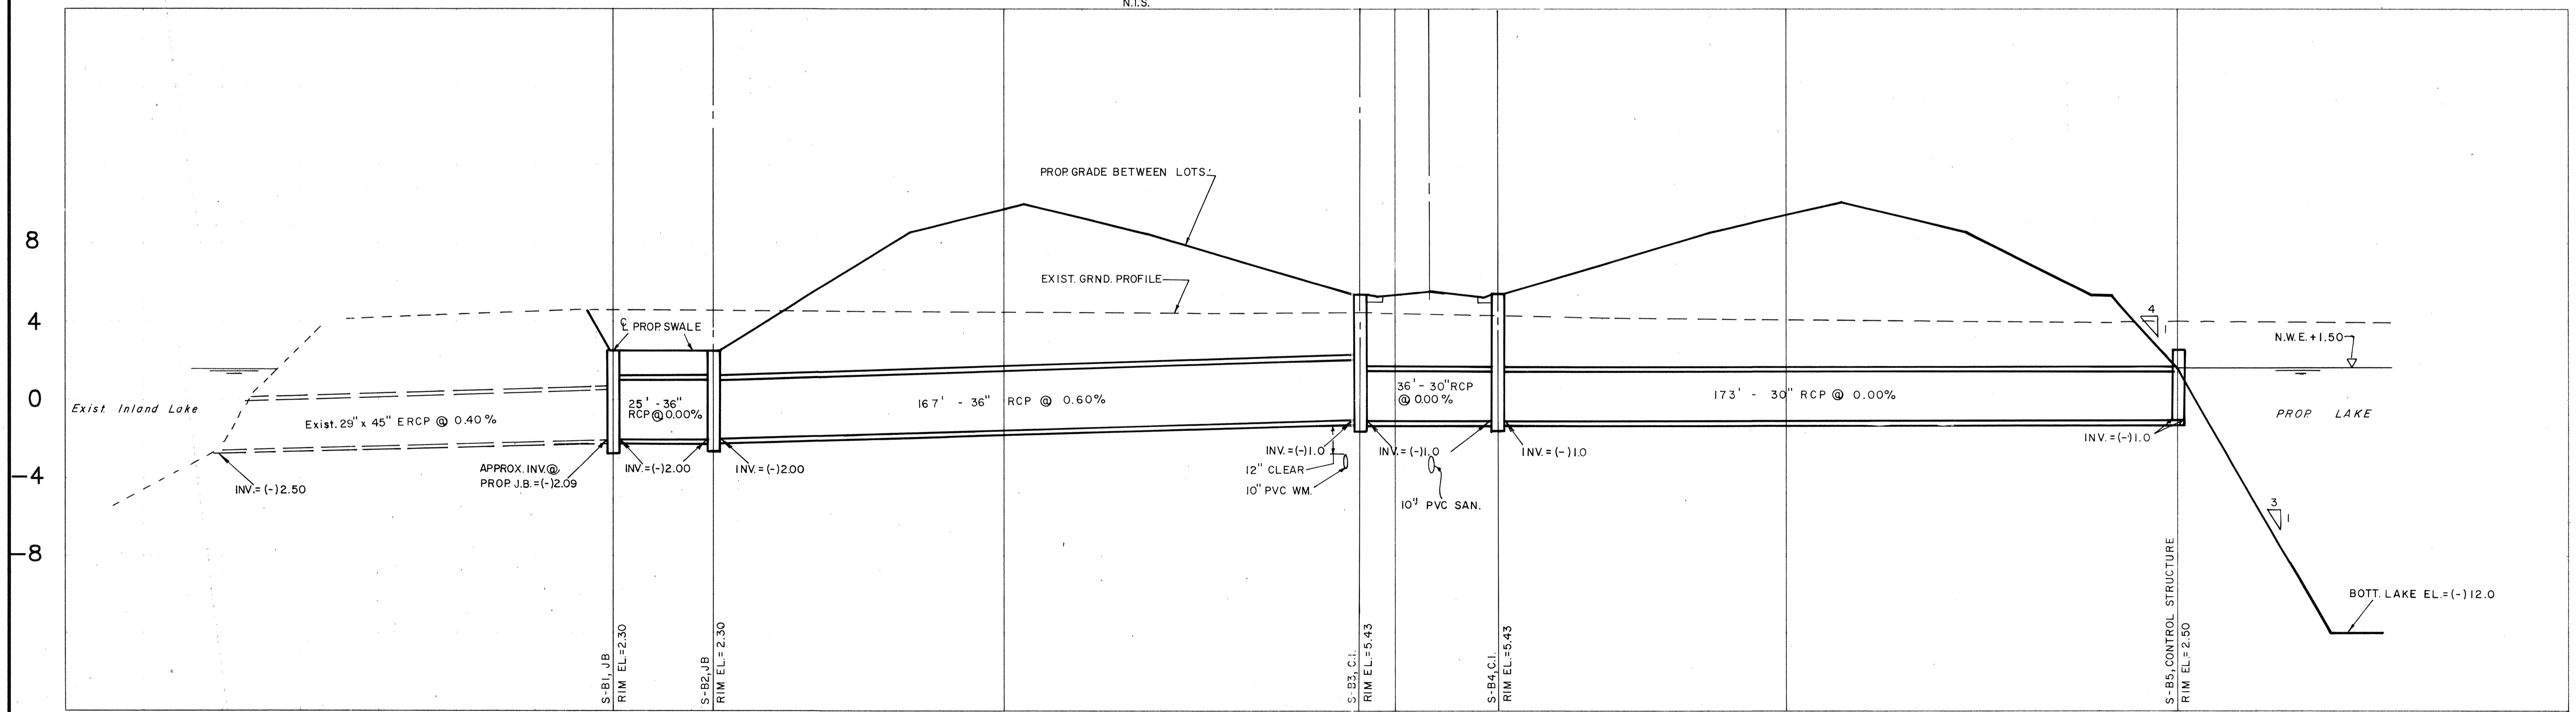 N.T.S.
PROP. GRADE BETWEEN LOTS
8
EXIST. GRND. PROFILE
4
℄ PROP. SWALE
4
1
N.W.E. +1.50
0
Exist. Inland Lake
Exist. 29" x 45" ERCP @ 0.40%
25' - 36"
RCP @ 0.00%
167' - 36" RCP @ 0.60%
36' - 30" RCP
@ 0.00%
173' - 30" RCP @ 0.00%
PROP. LAKE
-4
INV. = (-)2.50
APPROX. INV. @
PROP. J.B. = (-)2.09
INV. = (-)2.00
INV. = (-)2.00
INV. = (-)1.0
12" CLEAR
10" PVC WM.
INV. = (-)1.0
10" PVC SAN.
INV. = (-)1.0
INV. = (-)1.0
3
1
-8
BOTT. LAKE EL. = (-)12.0
S-B1, JB
RIM EL. = 2.30
S-B2, JB
RIM EL. = 2.30
S-B3, C.I.
RIM EL. = 5.43
S-B4, C.I.
RIM EL. = 5.43
S-B5, CONTROL STRUCTURE
RIM EL. = 2.50